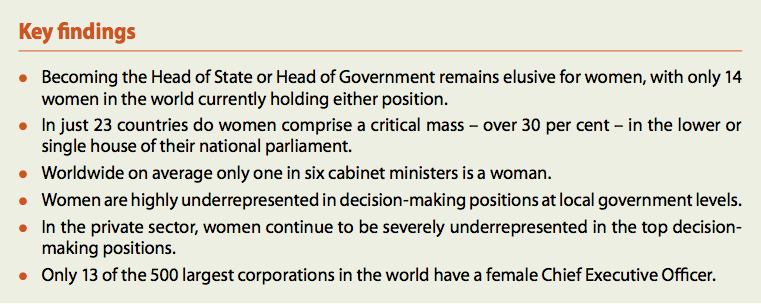 Key findings
• Becoming the Head of State or Head of Government remains elusive for women, with only 14
women in the world currently holding either position.
• In just 23 countries do women comprise a critical mass – over 30 per cent – in the lower or
single house of their national parliament.
• Worldwide on average only one in six cabinet ministers is a woman.
• Women are highly underrepresented in decision-making positions at local government levels.
• In the private sector, women continue to be severely underrepresented in the top decision-
making positions.
• Only 13 of the 500 largest corporations in the world have a female Chief Executive Officer.